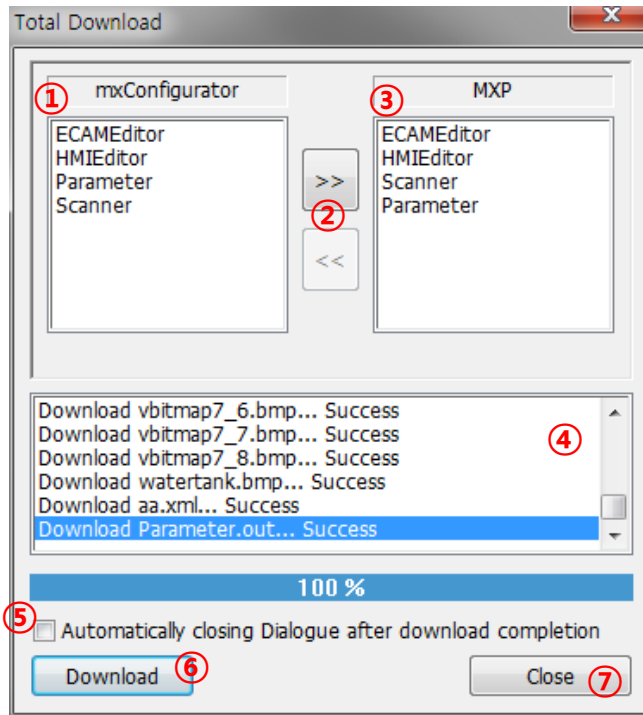 Total Download
x
① mxConfigurator
③ MXP
ECAMEditor
HMIEditor
Parameter
Scanner
>>
②
<<
ECAMEditor
HMIEditor
Scanner
Parameter
Download vbitmap7_6.bmp... Success
Download vbitmap7_7.bmp... Success
Download vbitmap7_8.bmp... Success
Download watertank.bmp... Success
Download aa.xml... Success
Download Parameter.out... Success
④
100 %
⑤ Automatically closing Dialogue after download completion
Download ⑥
Close ⑦